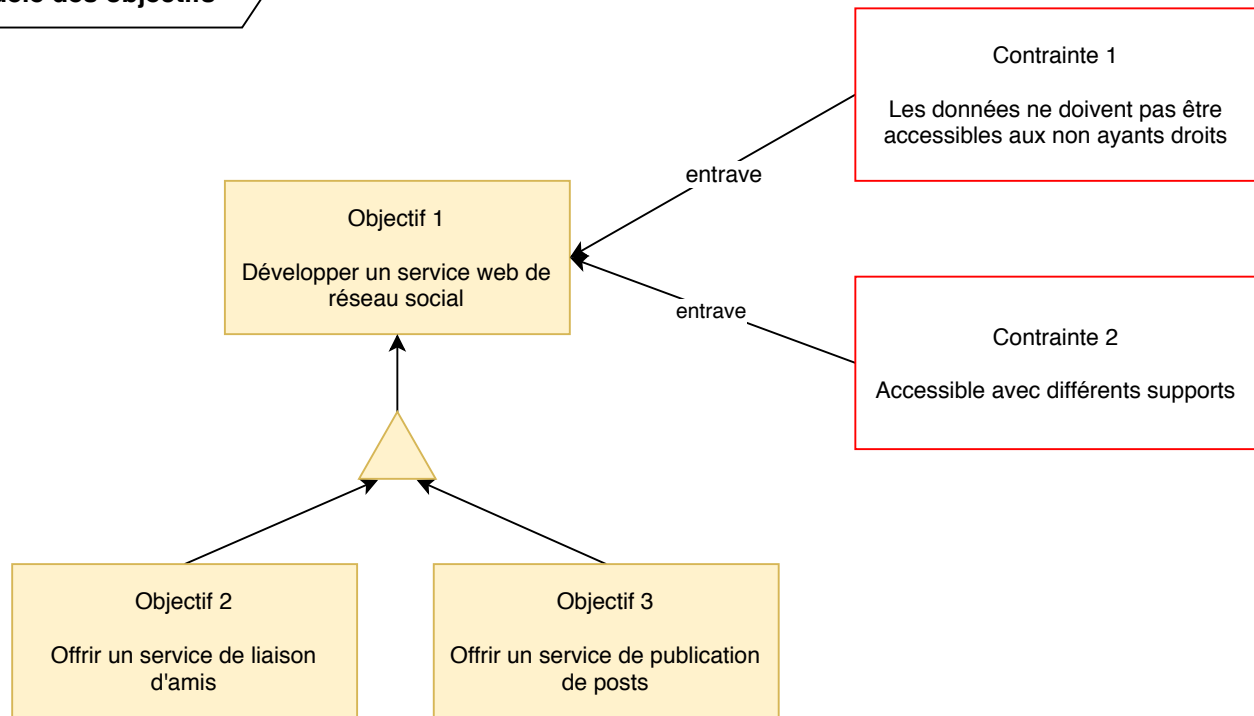 des objectifs
Contrainte 1
Les données ne doivent pas être
accessibles aux non ayants droits
entrave
Objectif 1
Développer un service web de
réseau social
entrave
Contrainte 2
Accessible avec différents supports
Objectif 2
Offrir un service de liaison
d'amis
Objectif 3
Offrir un service de publication
de posts